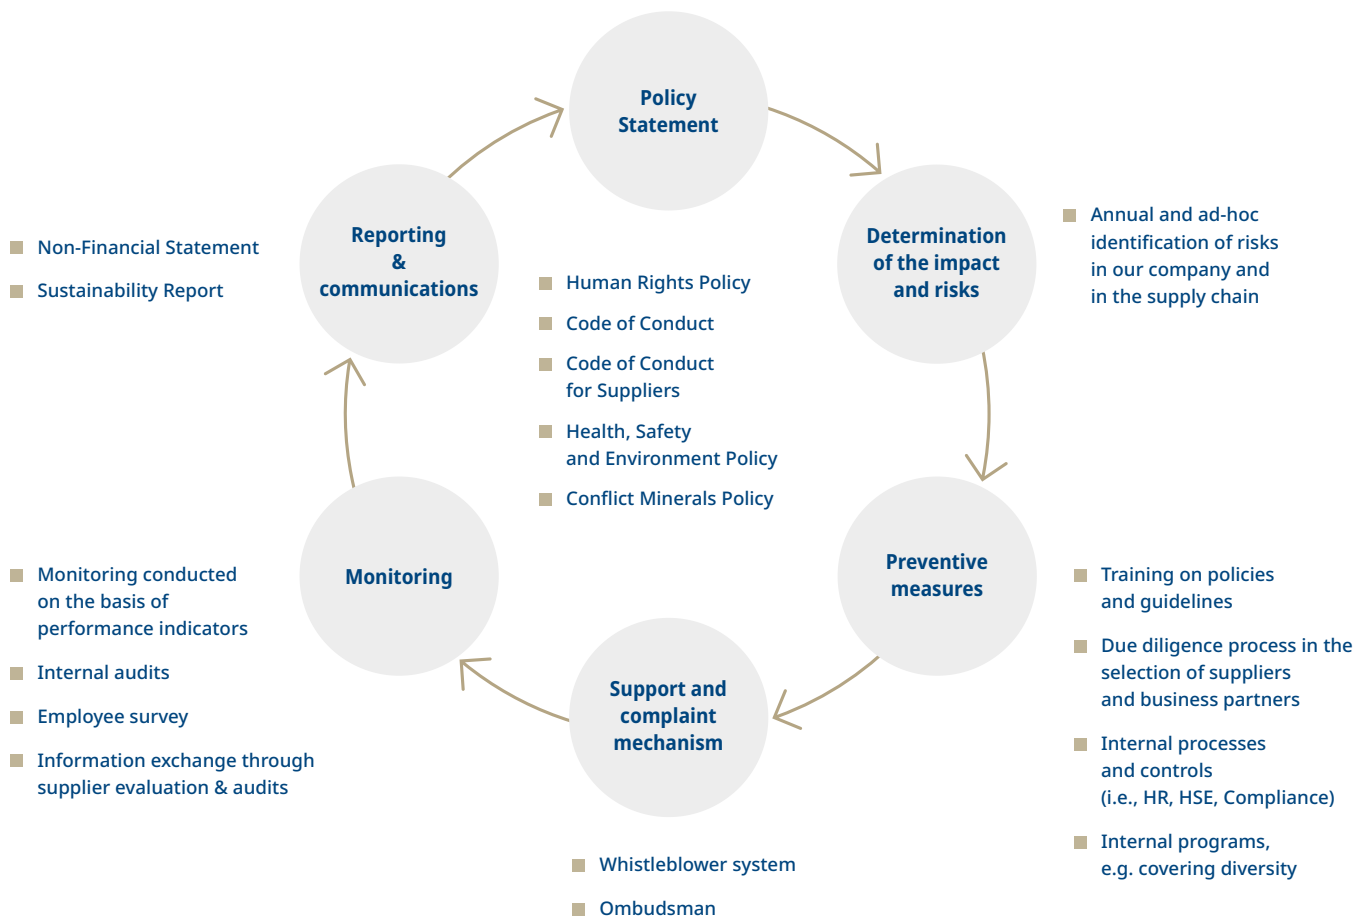 Policy
Statement
Human Rights Policy
Code of Conduct
Code of Conduct
for Suppliers
Health, Safety
and Environment Policy
Conflict Minerals Policy
Determination
of the impact
and risks
Annual and ad-hoc
identification of risks
in our company and
in the supply chain
Preventive
measures
Training on policies
and guidelines
Due diligence process in the
selection of suppliers
and business partners
Internal processes
and controls
(i.e., HR, HSE, Compliance)
Internal programs,
e.g. covering diversity
Support and
complaint
mechanism
Whistleblower system
Ombudsman
Monitoring
Monitoring conducted
on the basis of
performance indicators
Internal audits
Employee survey
Information exchange through
supplier evaluation & audits
Reporting
&
communications
Non-Financial Statement
Sustainability Report